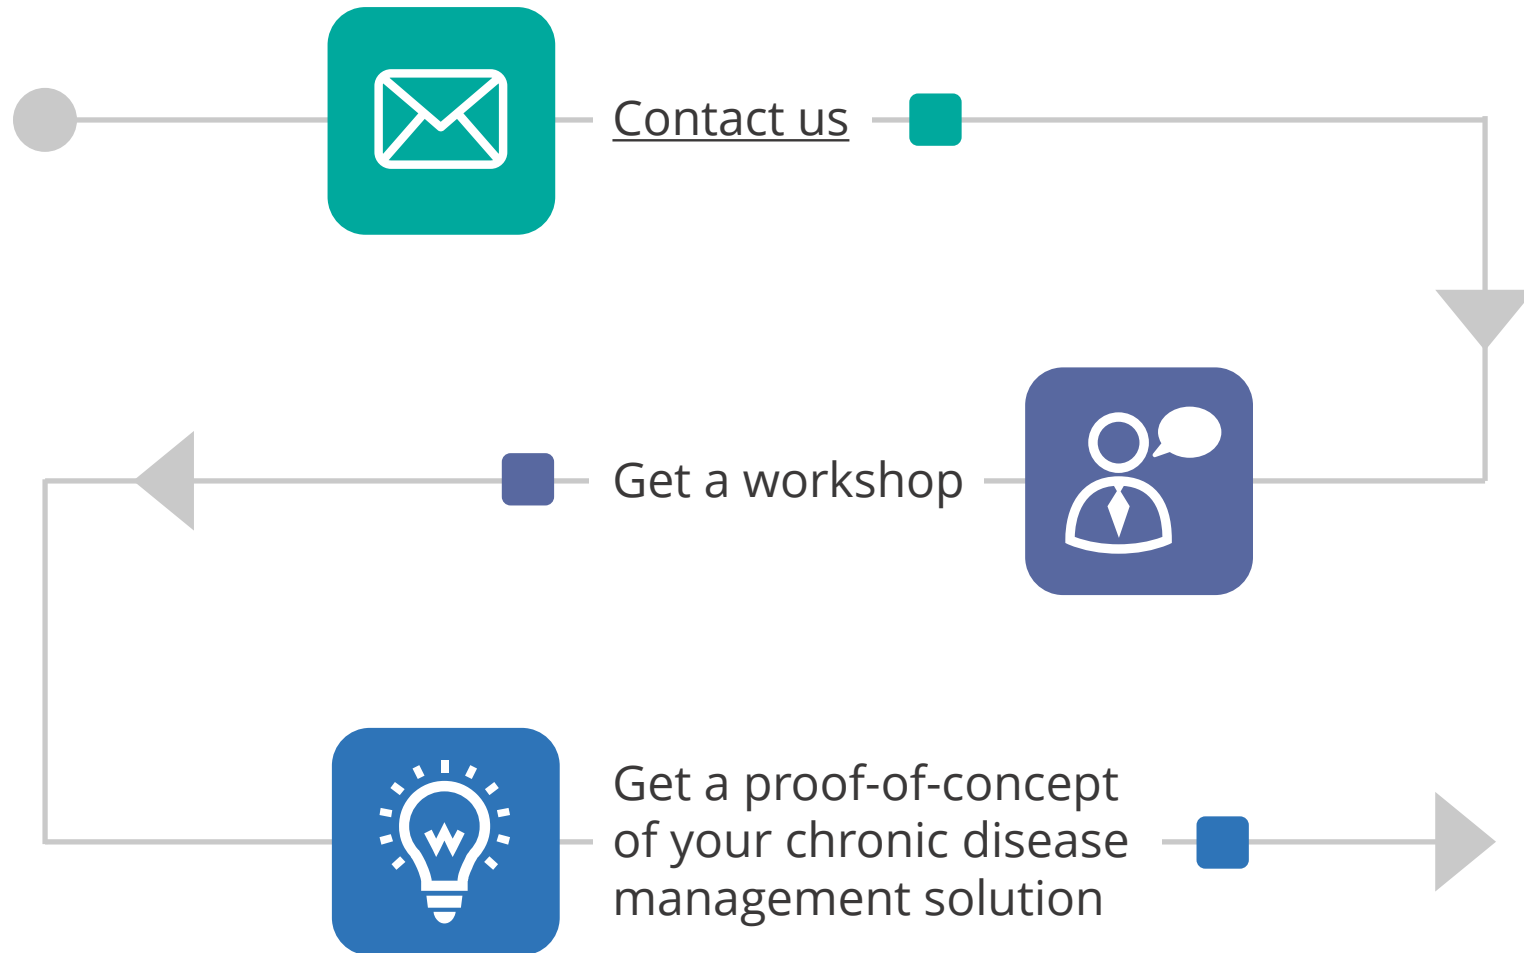 Contact us
Get a workshop
Get a proof-of-concept
of your chronic disease
management solution